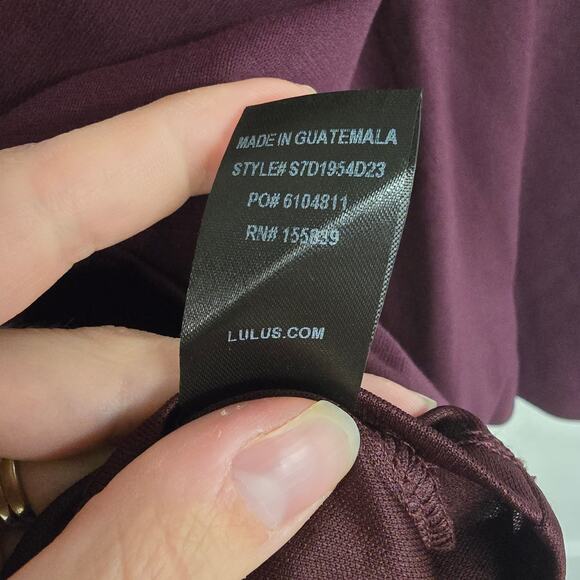 MADE IN GUATEMALA
STYLE# S7D1954D23
PO# 6104811
RN# 155839
LULUS.COM